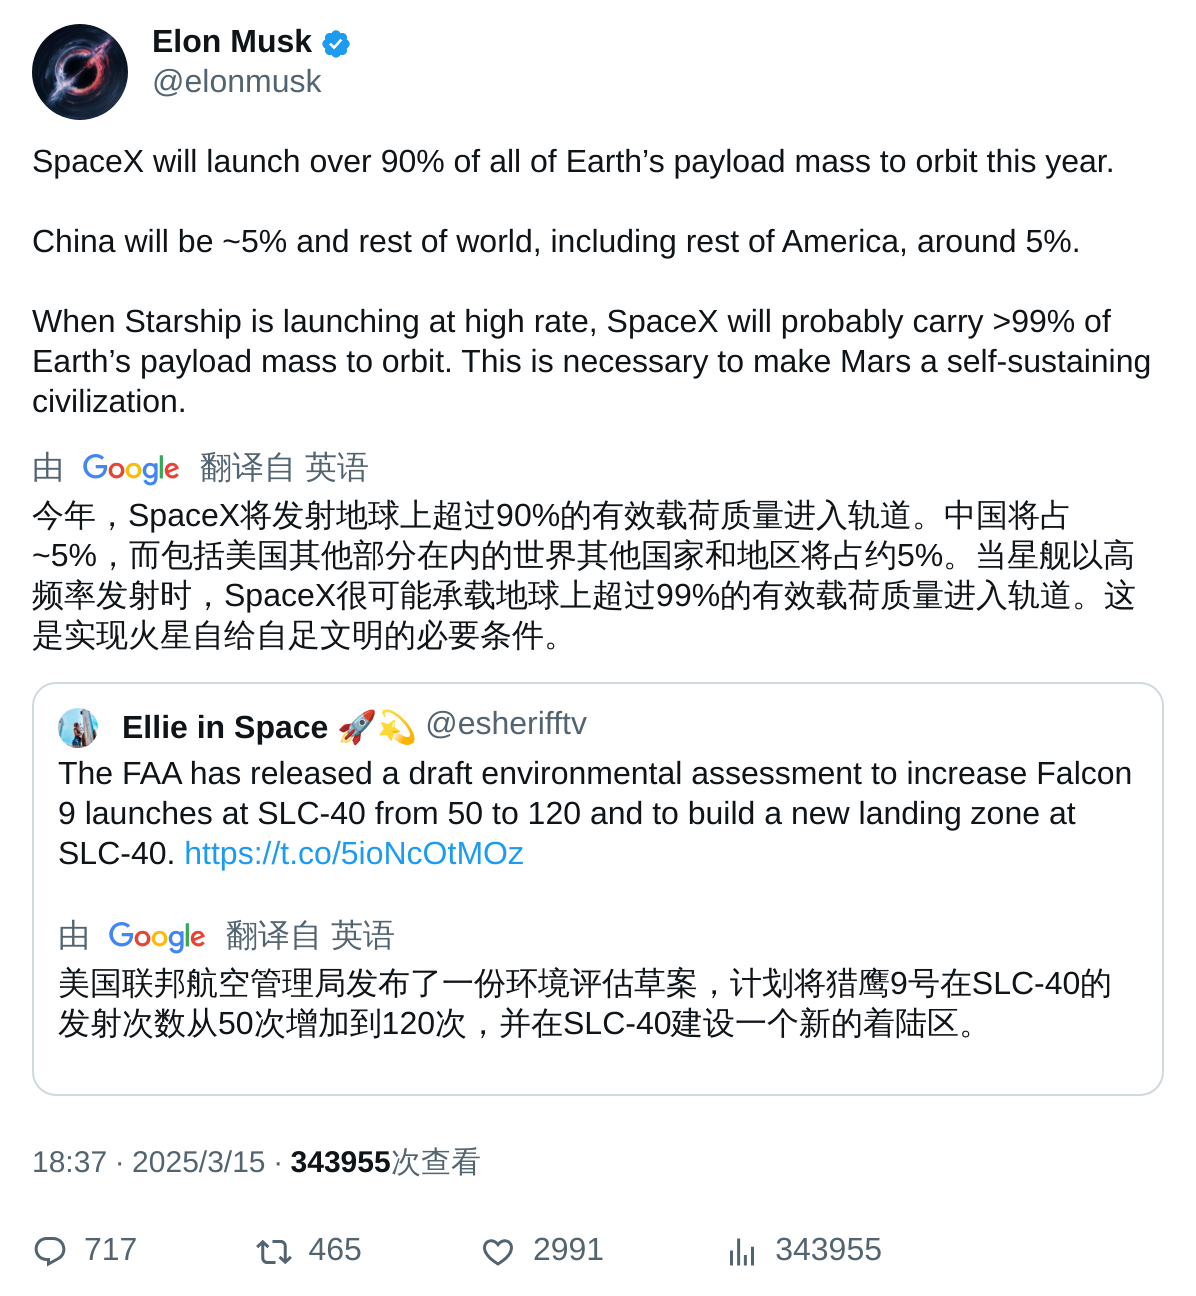 Elon Musk
@elonmusk
SpaceX will launch over 90% of all of Earth’s payload mass to orbit this year.
China will be ~5% and rest of world, including rest of America, around 5%.
When Starship is launching at high rate, SpaceX will probably carry >99% of
Earth’s payload mass to orbit. This is necessary to make Mars a self-sustaining
civilization.
由 Google 翻译自 英语
今年，SpaceX将发射地球上超过90%的有效载荷质量进入轨道。中国将占
~5%，而包括美国其他部分在内的世界其他国家和地区将占约5%。当星舰以高
频率发射时，SpaceX很可能承载地球上超过99%的有效载荷质量进入轨道。这
是实现火星自给自足文明的必要条件。
Ellie in Space 🚀💫 @esherifftv
The FAA has released a draft environmental assessment to increase Falcon
9 launches at SLC-40 from 50 to 120 and to build a new landing zone at
SLC-40. https://t.co/5ioNcOtMOz
由 Google 翻译自 英语
美国联邦航空管理局发布了一份环境评估草案，计划将猎鹰9号在SLC-40的
发射次数从50次增加到120次，并在SLC-40建设一个新的着陆区。
18:37 · 2025/3/15 · 343955次查看
717 465 2991 343955